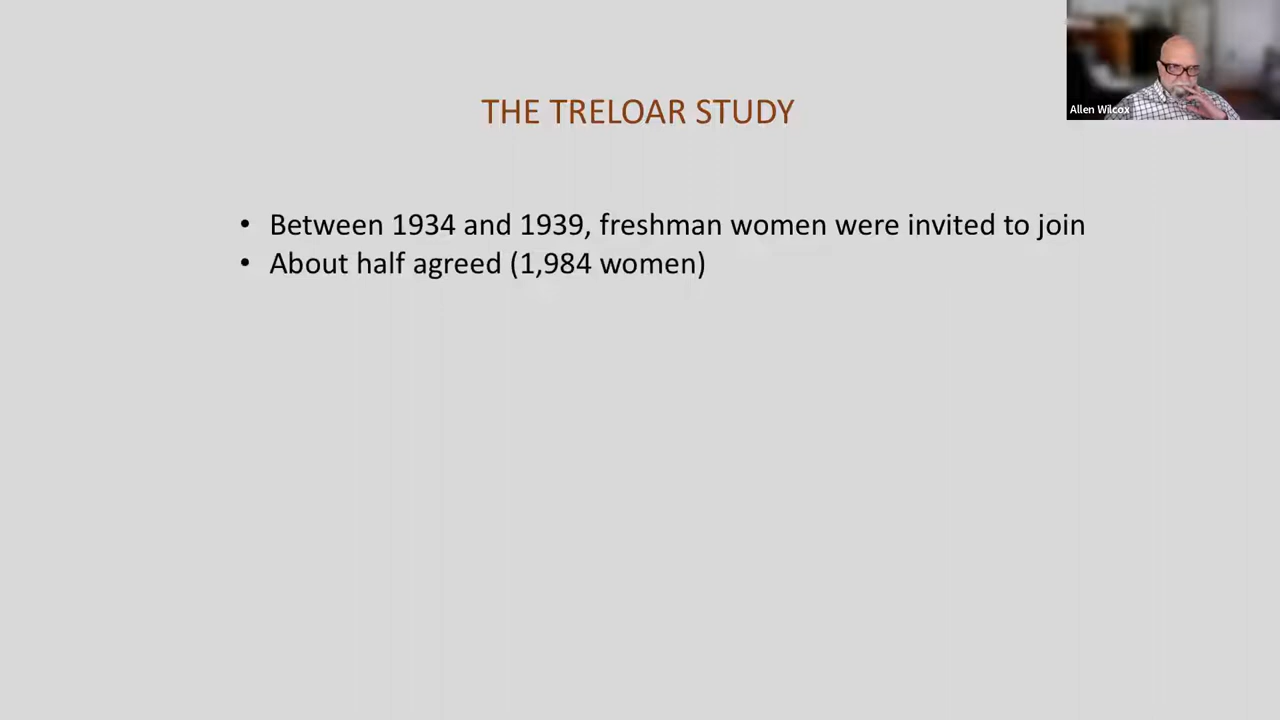 Allen Wilcox
THE TRELOAR STUDY
• Between 1934 and 1939, freshman women were invited to join
• About half agreed (1,984 women)